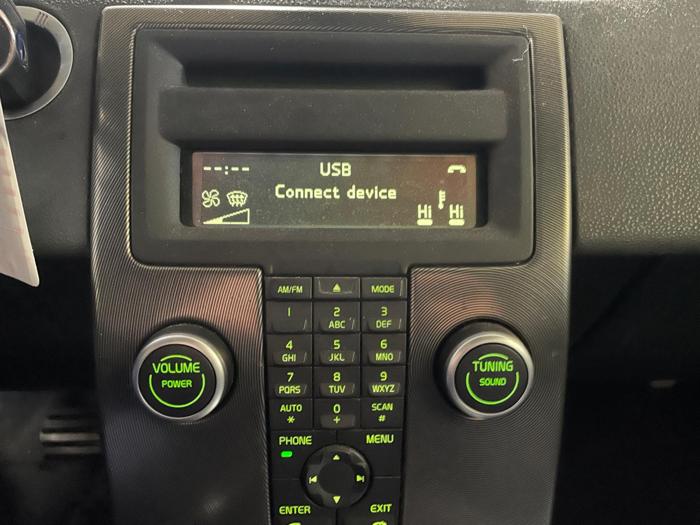 --:-- USB
Connect device
Hi Hi
AM/FM MODE
1 2 ABC 3 DEF
4 GHI 5 JKL 6 MNO
7 PQRS 8 TUV 9 WXYZ
AUTO * 0 + SCAN #
VOLUME
POWER
TUNING
SOUND
PHONE MENU
ENTER EXIT